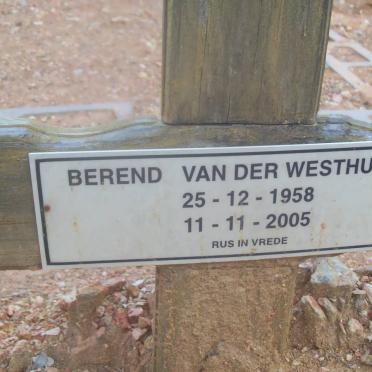 BEREND VAN DER WESTHU
25 - 12 - 1958
11 - 11 - 2005
RUS IN VREDE